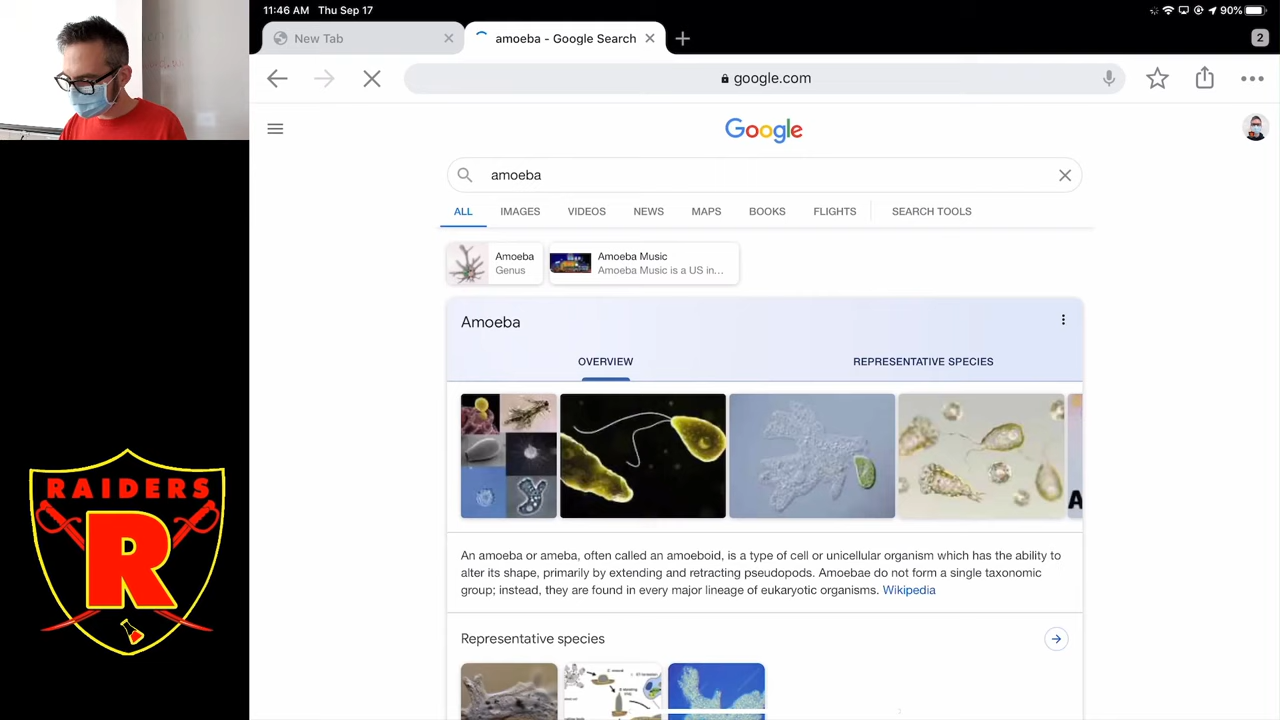 11:46 AM Thu Sep 17
90%
New Tab
amoeba - Google Search
2
google.com
Google
amoeba
ALL IMAGES VIDEOS NEWS MAPS BOOKS FLIGHTS SEARCH TOOLS
Amoeba
Genus
Amoeba Music
Amoeba Music is a US in...
Amoeba
OVERVIEW REPRESENTATIVE SPECIES
An amoeba or ameba, often called an amoeboid, is a type of cell or unicellular organism which has the ability to
alter its shape, primarily by extending and retracting pseudopods. Amoebae do not form a single taxonomic
group; instead, they are found in every major lineage of eukaryotic organisms. Wikipedia
Representative species
RAIDERS
R